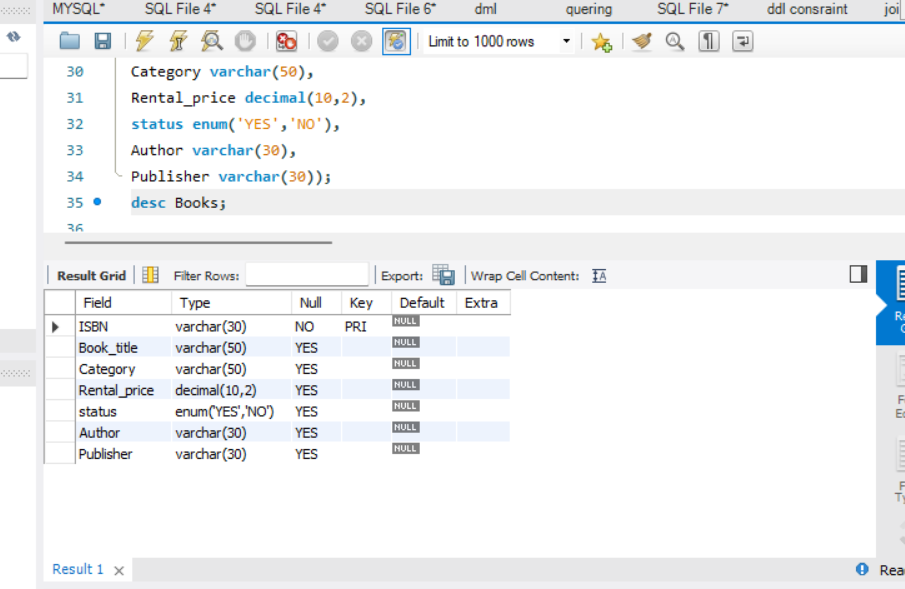 MYSQL* SQL File 4* SQL File 4* SQL File 6* dml quering SQL File 7* ddl consraint joi
Limit to 1000 rows
30 Category varchar(50),
31 Rental_price decimal(10,2),
32 status enum('YES','NO'),
33 Author varchar(30),
34 Publisher varchar(30));
35 desc Books;
36
Result Grid Filter Rows: Export: Wrap Cell Content:
Field Type Null Key Default Extra
ISBN varchar(30) NO PRI NULL
Book_title varchar(50) YES NULL
Category varchar(50) YES NULL
Rental_price decimal(10,2) YES NULL
status enum('YES','NO') YES NULL
Author varchar(30) YES NULL
Publisher varchar(30) YES NULL
Result 1
Rea